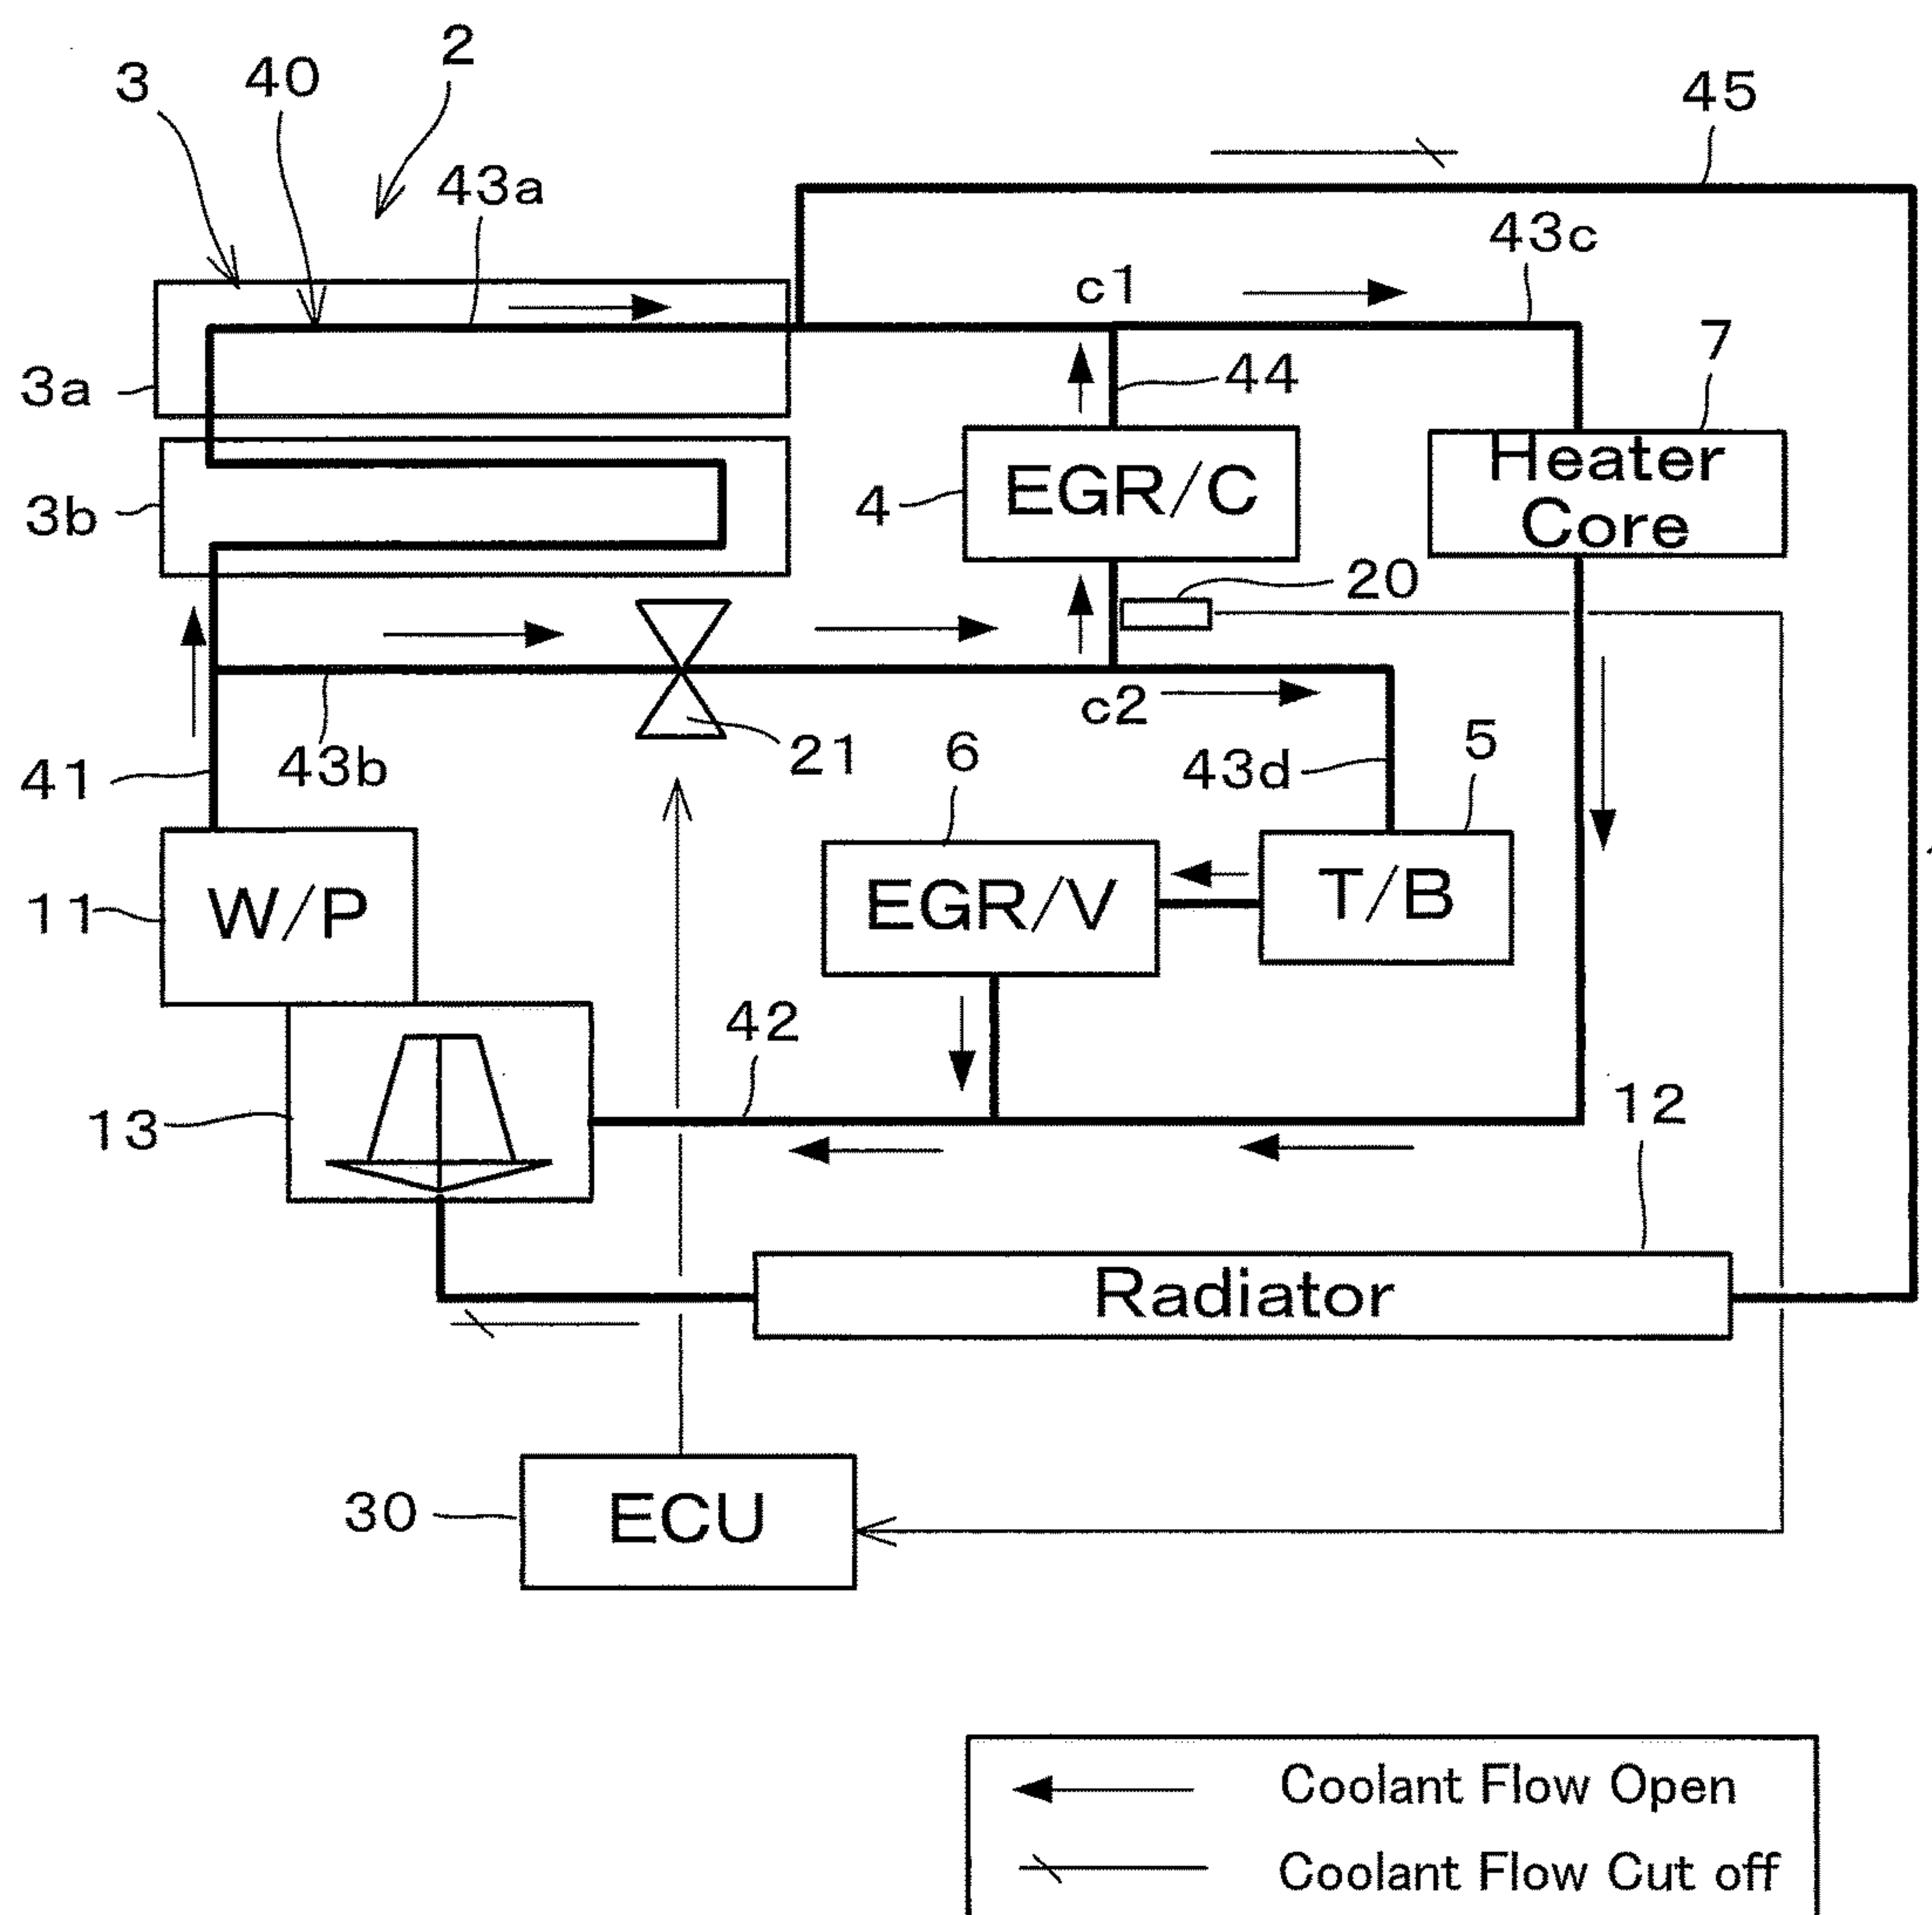 2
3
40
45
43a
43c
c1
7
44
3a
Heater
Core
EGR/C
4
3b
20
c2
5
6
21
43d
43b
41
T/B
EGR/V
W/P
11
42
12
13
Radiator
30
ECU
Coolant Flow Open
Coolant Flow Cut off